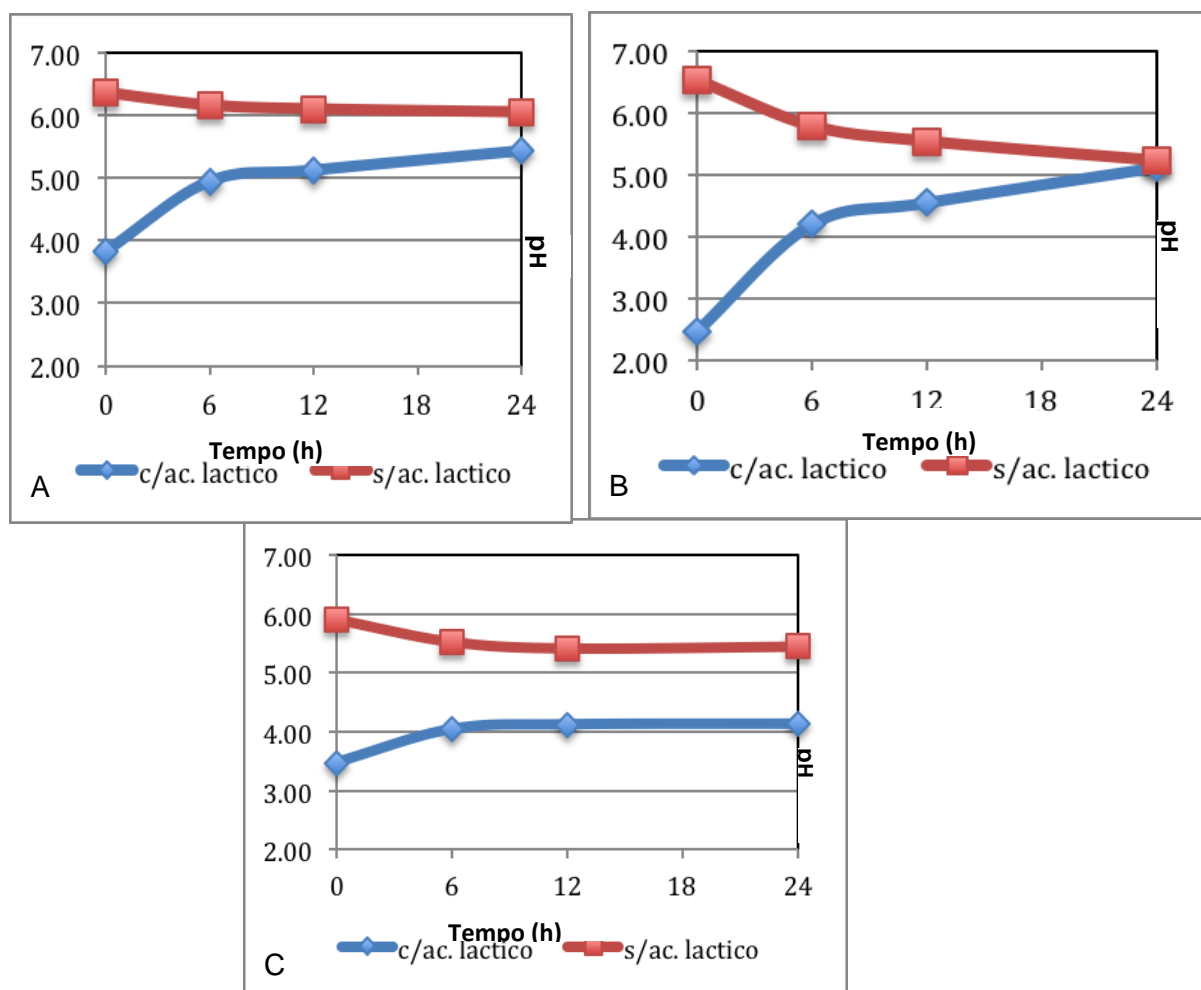 7.00
6.00
5.00
4.00
3.00
2.00
0 6 12 18 24
pH
Tempo (h)
c/ac. lactico s/ac. lactico
A
7.00
6.00
5.00
4.00
3.00
2.00
0 6 12 18 24
pH
Tempo (h)
c/ac. lactico s/ac. lactico
B
7.00
6.00
5.00
4.00
3.00
2.00
0 6 12 18 24
pH
Tempo (h)
c/ac. lactico s/ac. lactico
C